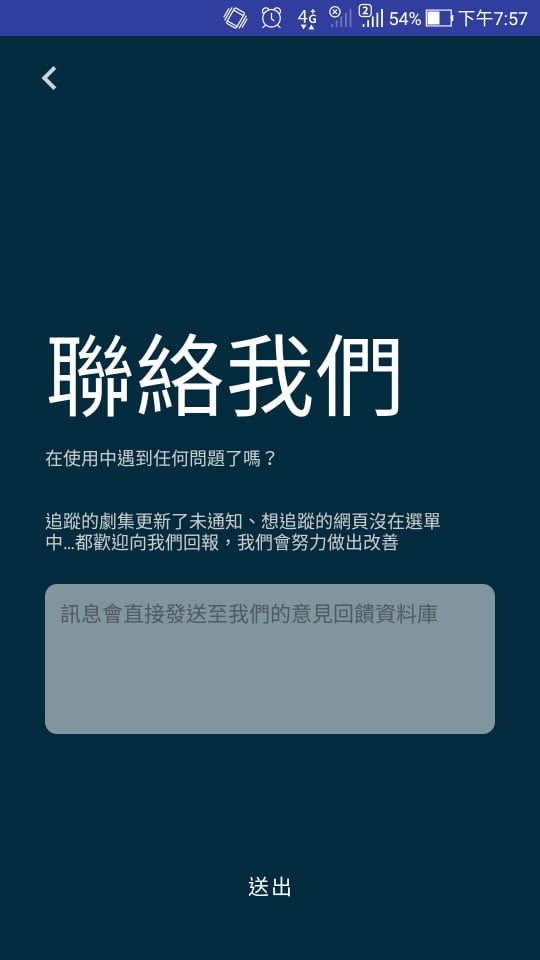 4G 2 54% 下午7:57
聯絡我們
在使用中遇到任何問題了嗎？
追蹤的劇集更新了未通知、想追蹤的網頁沒在選單
中…都歡迎向我們回報，我們會努力做出改善
訊息會直接發送至我們的意見回饋資料庫
送出